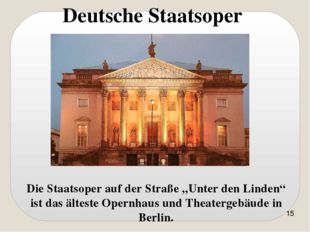 Deutsche Staatsoper
Die Staatsoper auf der Straße „Unter den Linden“
ist das älteste Opernhaus und Theatergebäude in
Berlin.
15